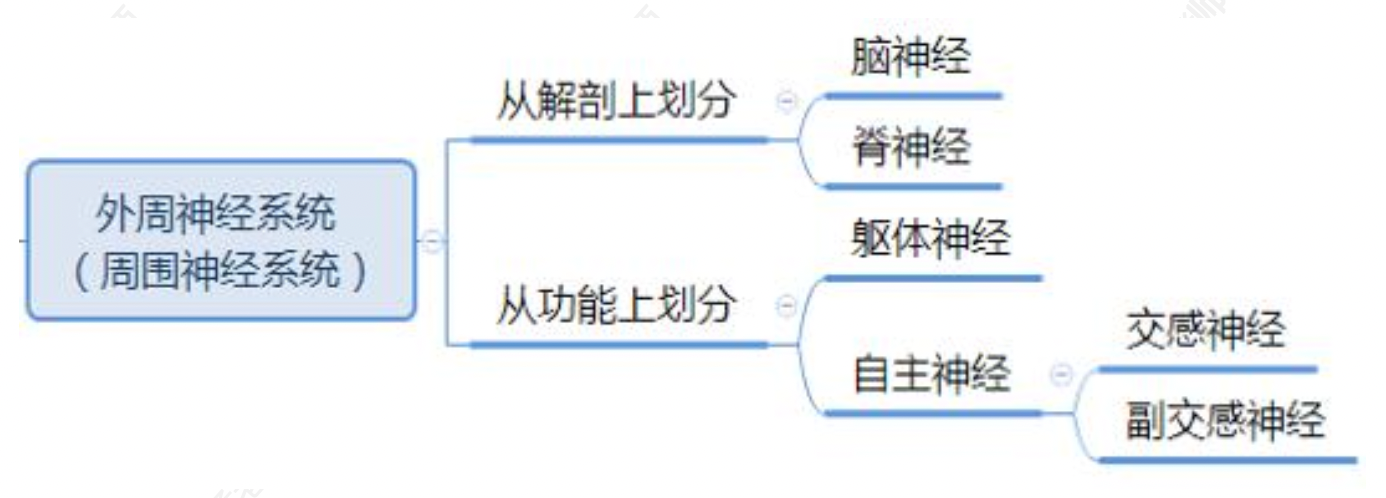 外周神经系统
（周围神经系统）
从解剖上划分
脑神经
脊神经
从功能上划分
躯体神经
自主神经
交感神经
副交感神经